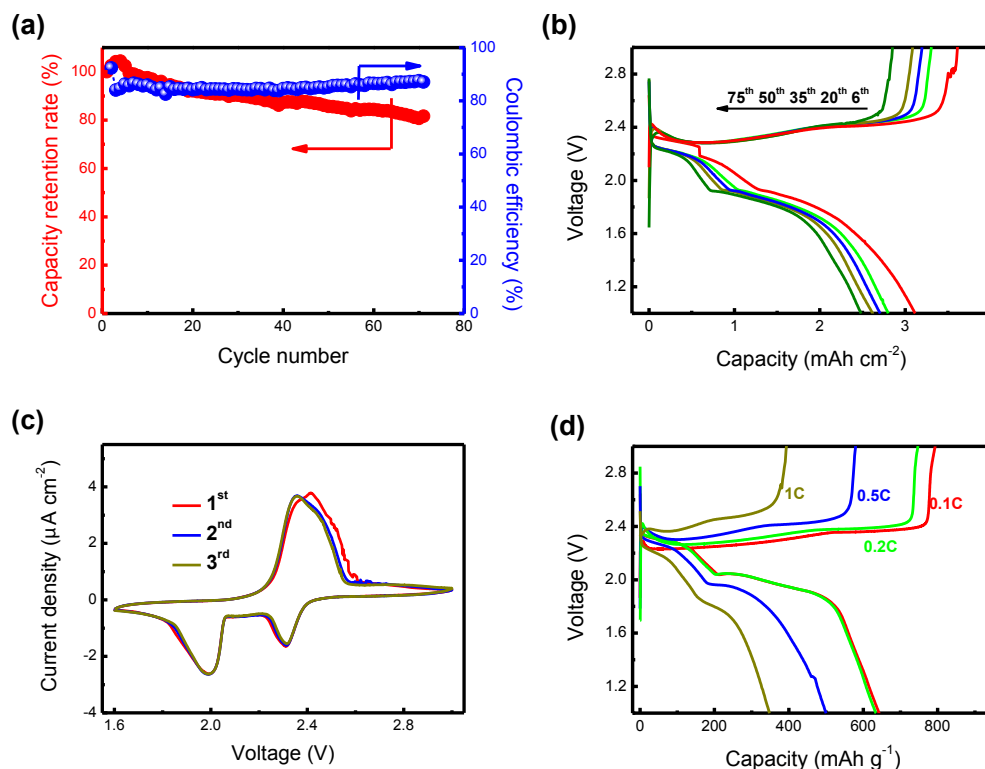 (a)
Capacity retention rate (%)
100
80
60
40
20
0
0 20 40 60 80
Cycle number
100
80
60
40
20
0
Coulombic efficiency (%)
(b)
Voltage (V)
2.8
2.4
2.0
1.6
1.2
75th 50th 35th 20th 6th
0 1 2 3
Capacity (mAh cm-2)
(c)
Current density (µA cm-2)
4
2
0
-2
-4
1st
2nd
3rd
1.6 2.0 2.4 2.8
Voltage (V)
(d)
Voltage (V)
2.8
2.4
2.0
1.6
1.2
1C
0.5C
0.1C
0.2C
0 200 400 600 800
Capacity (mAh g-1)